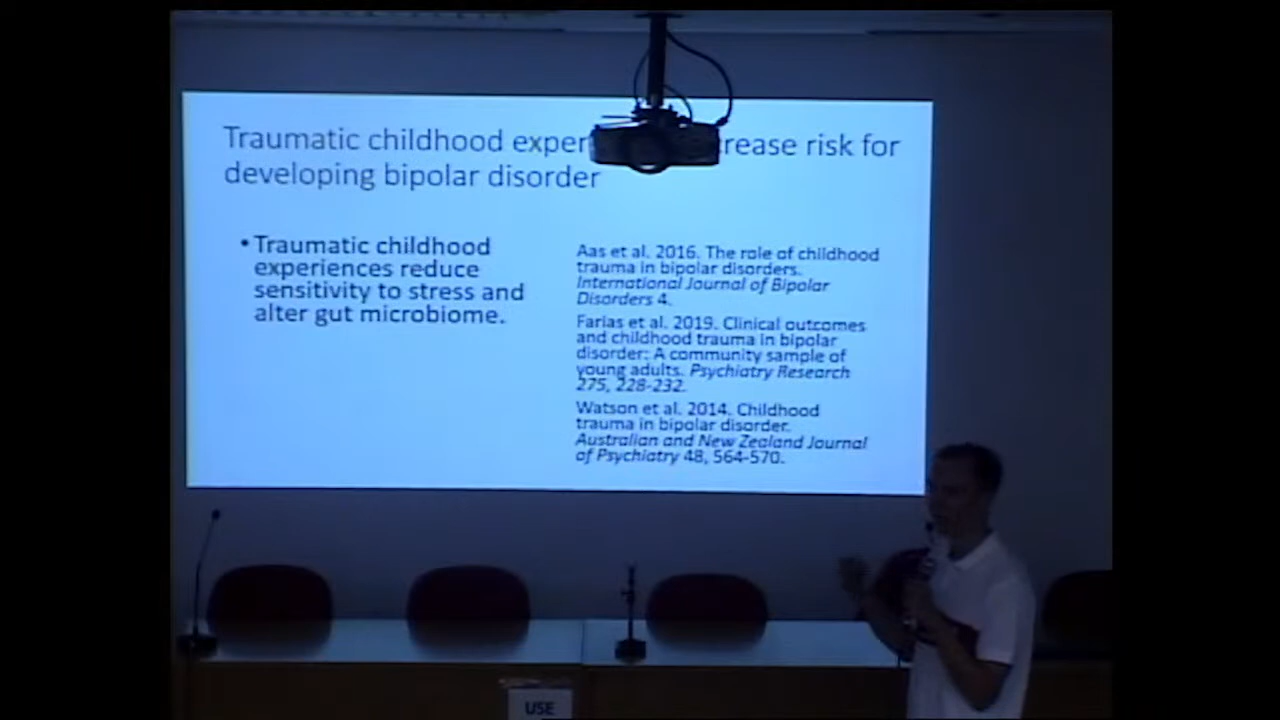 Traumatic childhood exper rease risk for
developing bipolar disorder
• Traumatic childhood
experiences reduce
sensitivity to stress and
alter gut microbiome.
Aas et al. 2016. The role of childhood
trauma in bipolar disorders.
International Journal of Bipolar
Disorders 4.
Farias et al. 2019. Clinical outcomes
and childhood trauma in bipolar
disorder: A community sample of
young adults. Psychiatry Research
275, 228-232.
Watson et al. 2014. Childhood
trauma in bipolar disorder.
Australian and New Zealand Journal
of Psychiatry 48, 564-570.
USE